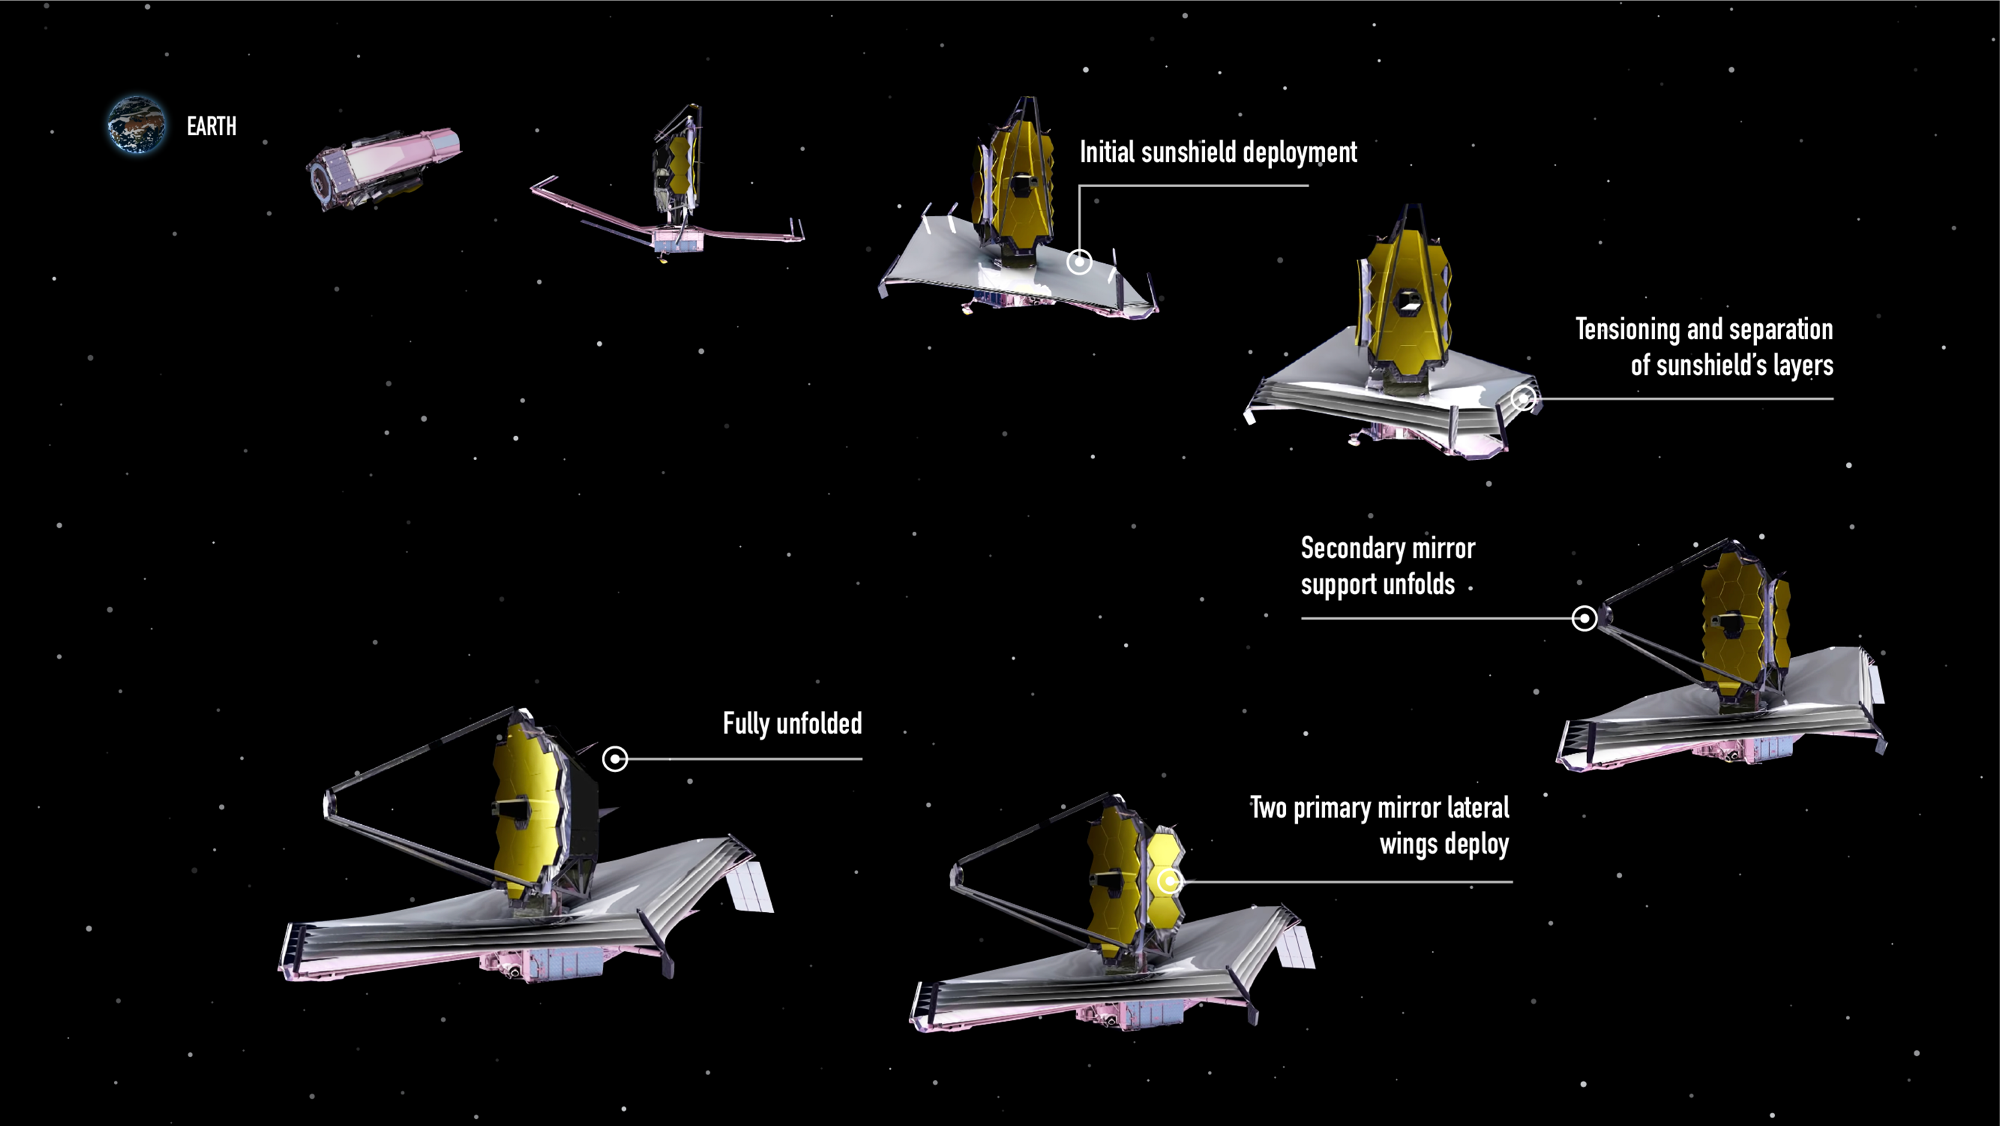 EARTH
Initial sunshield deployment
Tensioning and separation
of sunshield's layers
Secondary mirror
support unfolds
Two primary mirror lateral
wings deploy
Fully unfolded